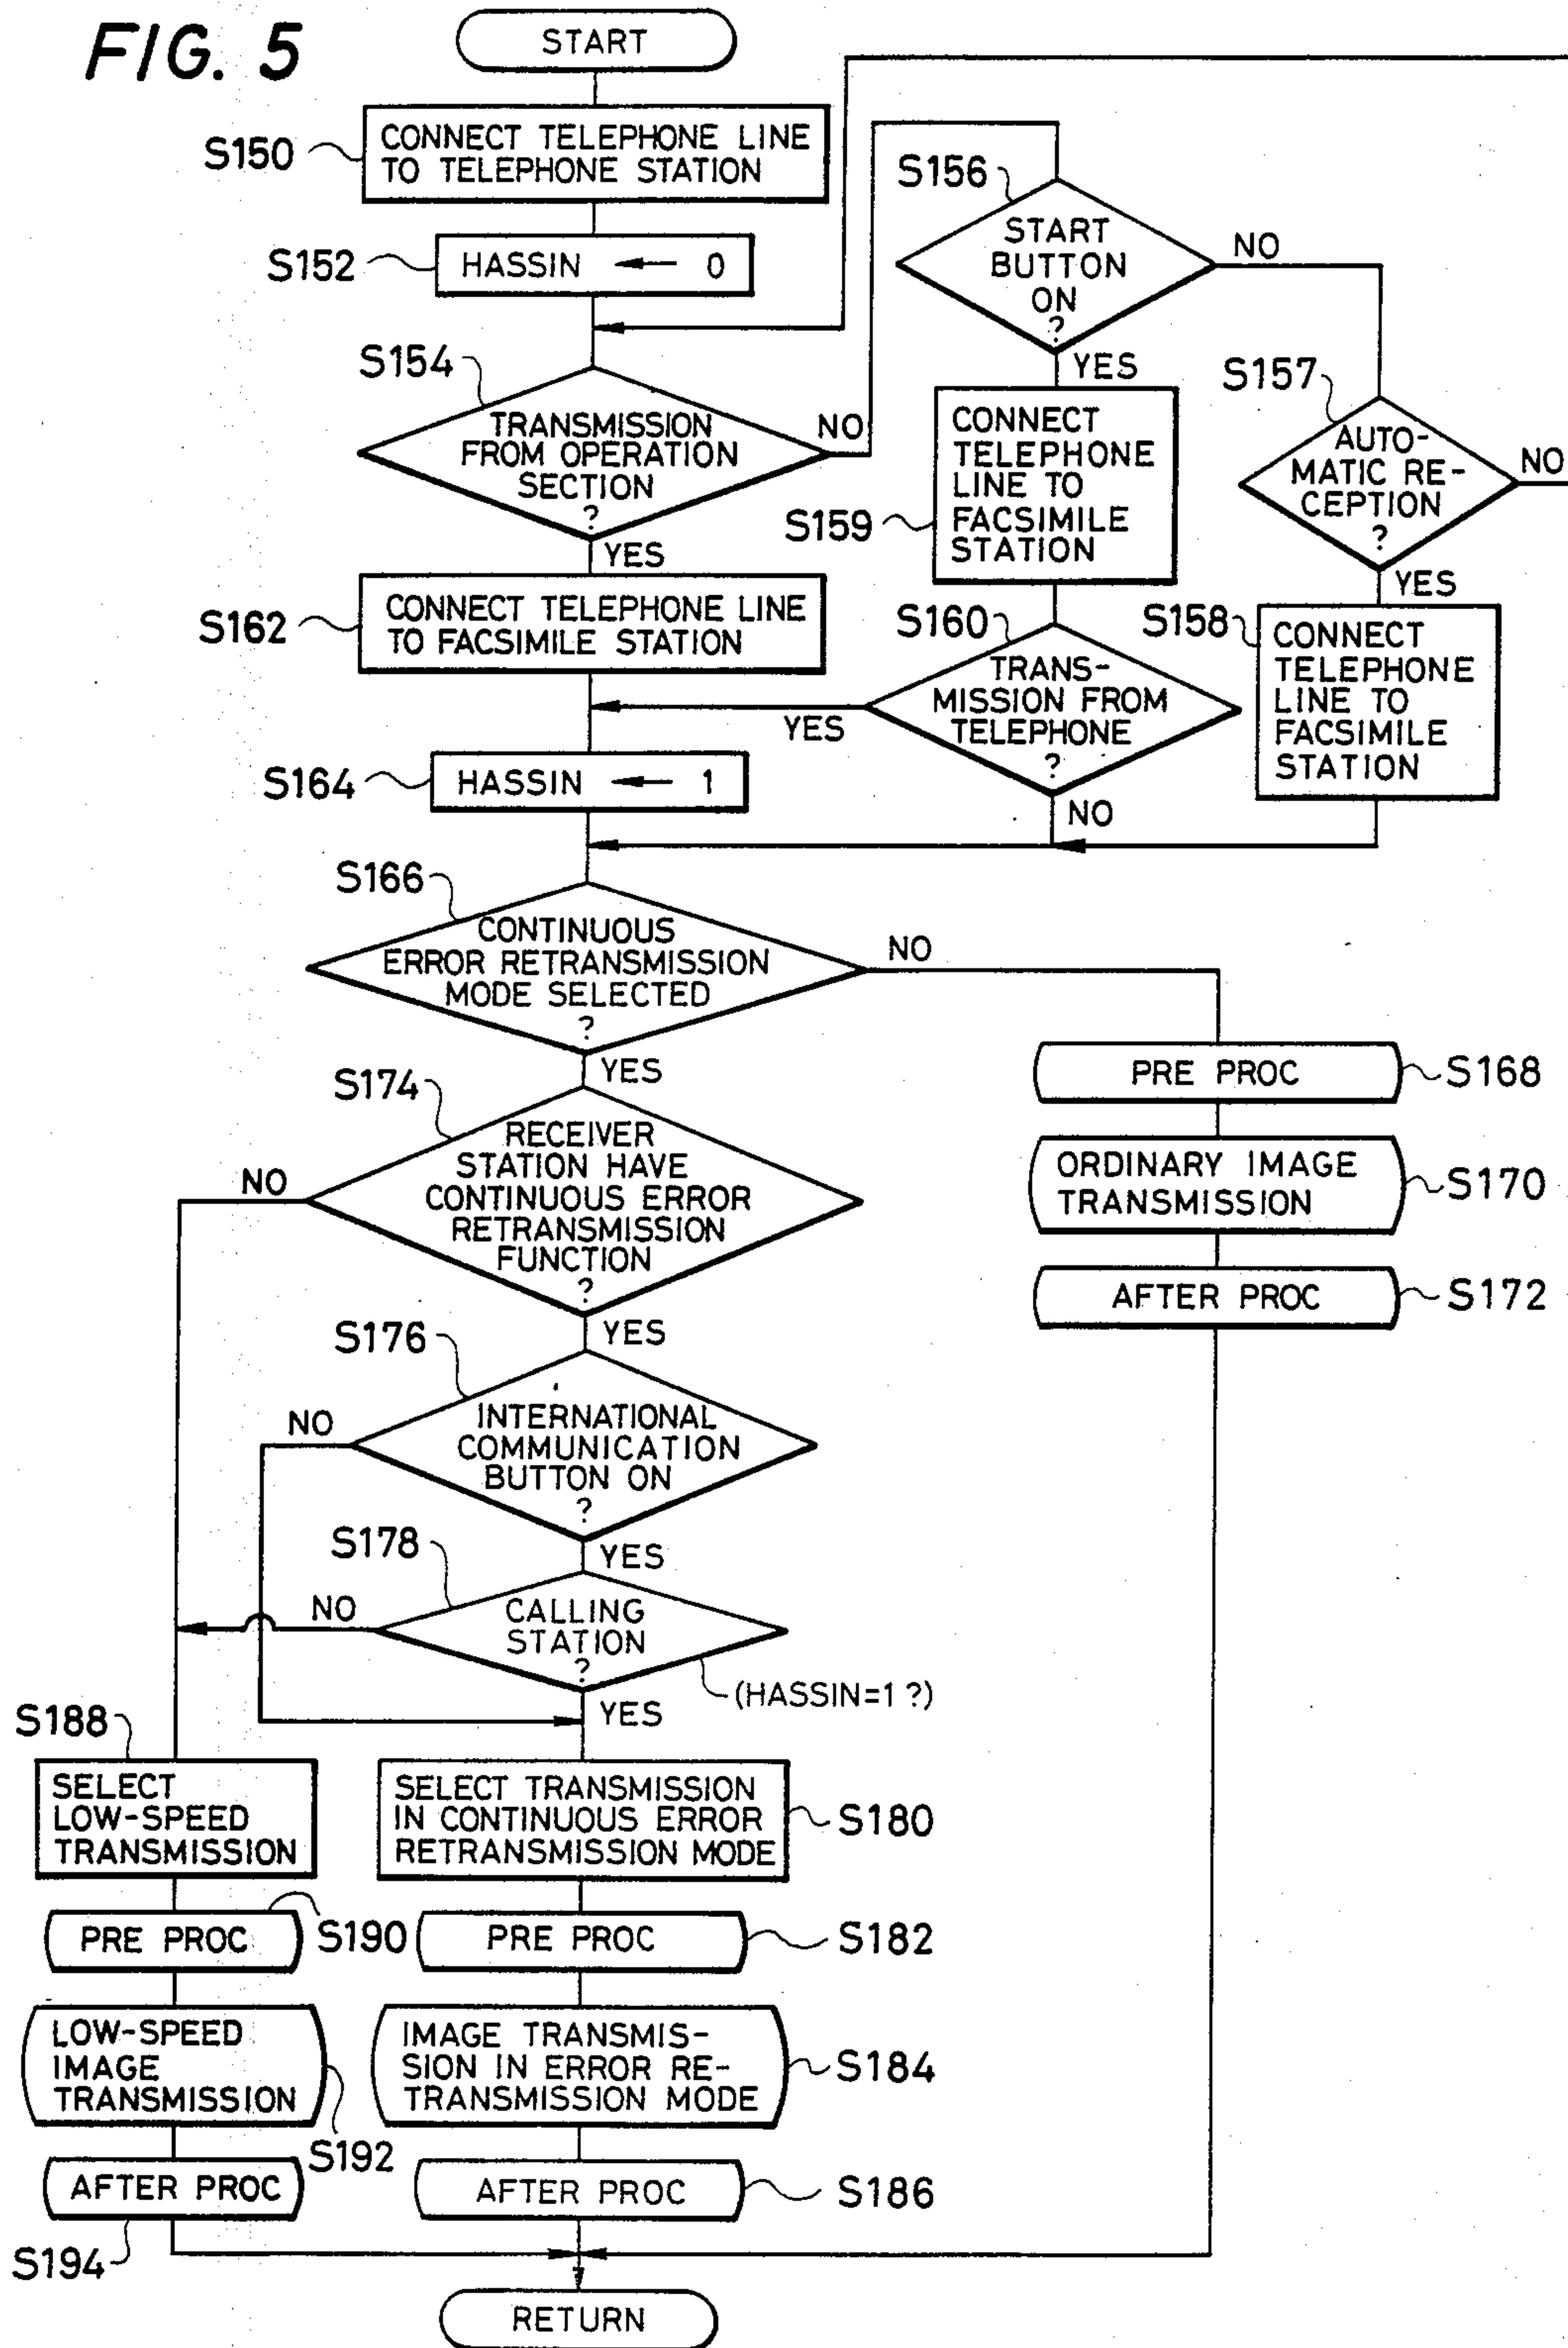 FIG. 5
START
S150
CONNECT TELEPHONE LINE
TO TELEPHONE STATION
S152
HASSIN ← 0
S154
TRANSMISSION
FROM OPERATION
SECTION
?
NO
YES
S156
START
BUTTON
ON
?
NO
YES
S157
AUTO-
MATIC RE-
CEPTION
?
NO
YES
S159
CONNECT
TELEPHONE
LINE TO
FACSIMILE
STATION
S158
CONNECT
TELEPHONE
LINE TO
FACSIMILE
STATION
S160
TRANS-
MISSION FROM
TELEPHONE
?
YES
NO
S162
CONNECT TELEPHONE LINE
TO FACSIMILE STATION
S164
HASSIN ← 1
S166
CONTINUOUS
ERROR RETRANSMISSION
MODE SELECTED
?
NO
YES
PRE PROC
S168
ORDINARY IMAGE
TRANSMISSION
S170
AFTER PROC
S172
S174
RECEIVER
STATION HAVE
CONTINUOUS ERROR
RETRANSMISSION
FUNCTION
?
NO
YES
S176
INTERNATIONAL
COMMUNICATION
BUTTON ON
?
NO
YES
S178
CALLING
STATION
?
NO
YES
(HASSIN=1 ?)
S188
SELECT
LOW-SPEED
TRANSMISSION
SELECT TRANSMISSION
IN CONTINUOUS ERROR
RETRANSMISSION MODE
S180
PRE PROC
S190
PRE PROC
S182
LOW-SPEED
IMAGE
TRANSMISSION
S192
IMAGE TRANSMIS-
SION IN ERROR RE-
TRANSMISSION MODE
S184
AFTER PROC
S194
AFTER PROC
S186
RETURN